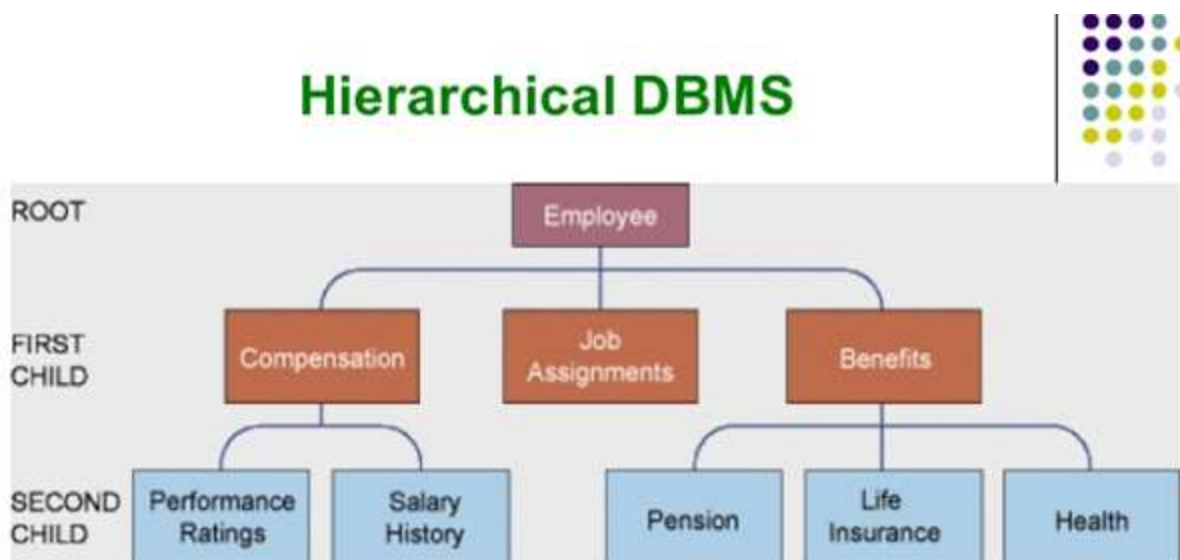 Hierarchical DBMS
ROOT
Employee
FIRST
CHILD
Compensation
Job
Assignments
Benefits
SECOND
CHILD
Performance
Ratings
Salary
History
Pension
Life
Insurance
Health